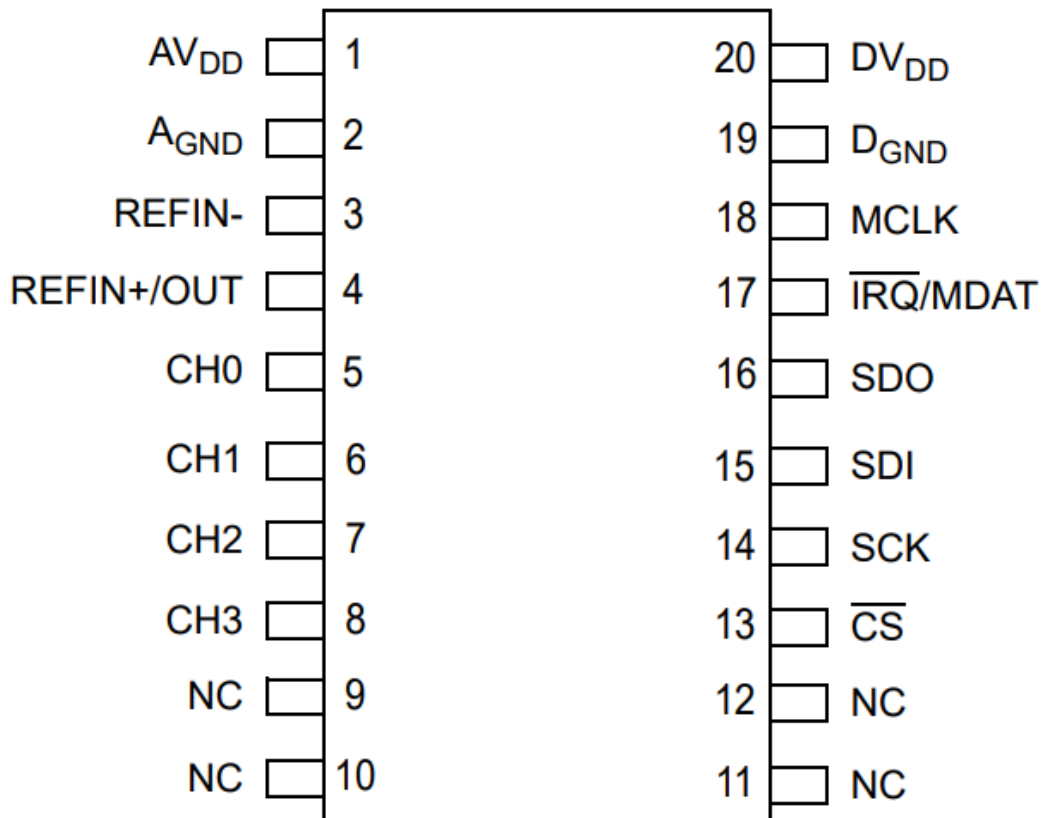 AVDD 1 20 DVDD
AGND 2 19 DGND
REFIN- 3 18 MCLK
REFIN+/OUT 4 17 IRQ/MDAT
CH0 5 16 SDO
CH1 6 15 SDI
CH2 7 14 SCK
CH3 8 13 CS
NC 9 12 NC
NC 10 11 NC